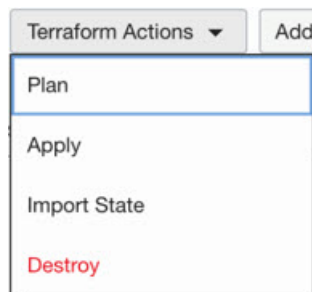 Terraform Actions Add
Plan
Apply
Import State
Destroy